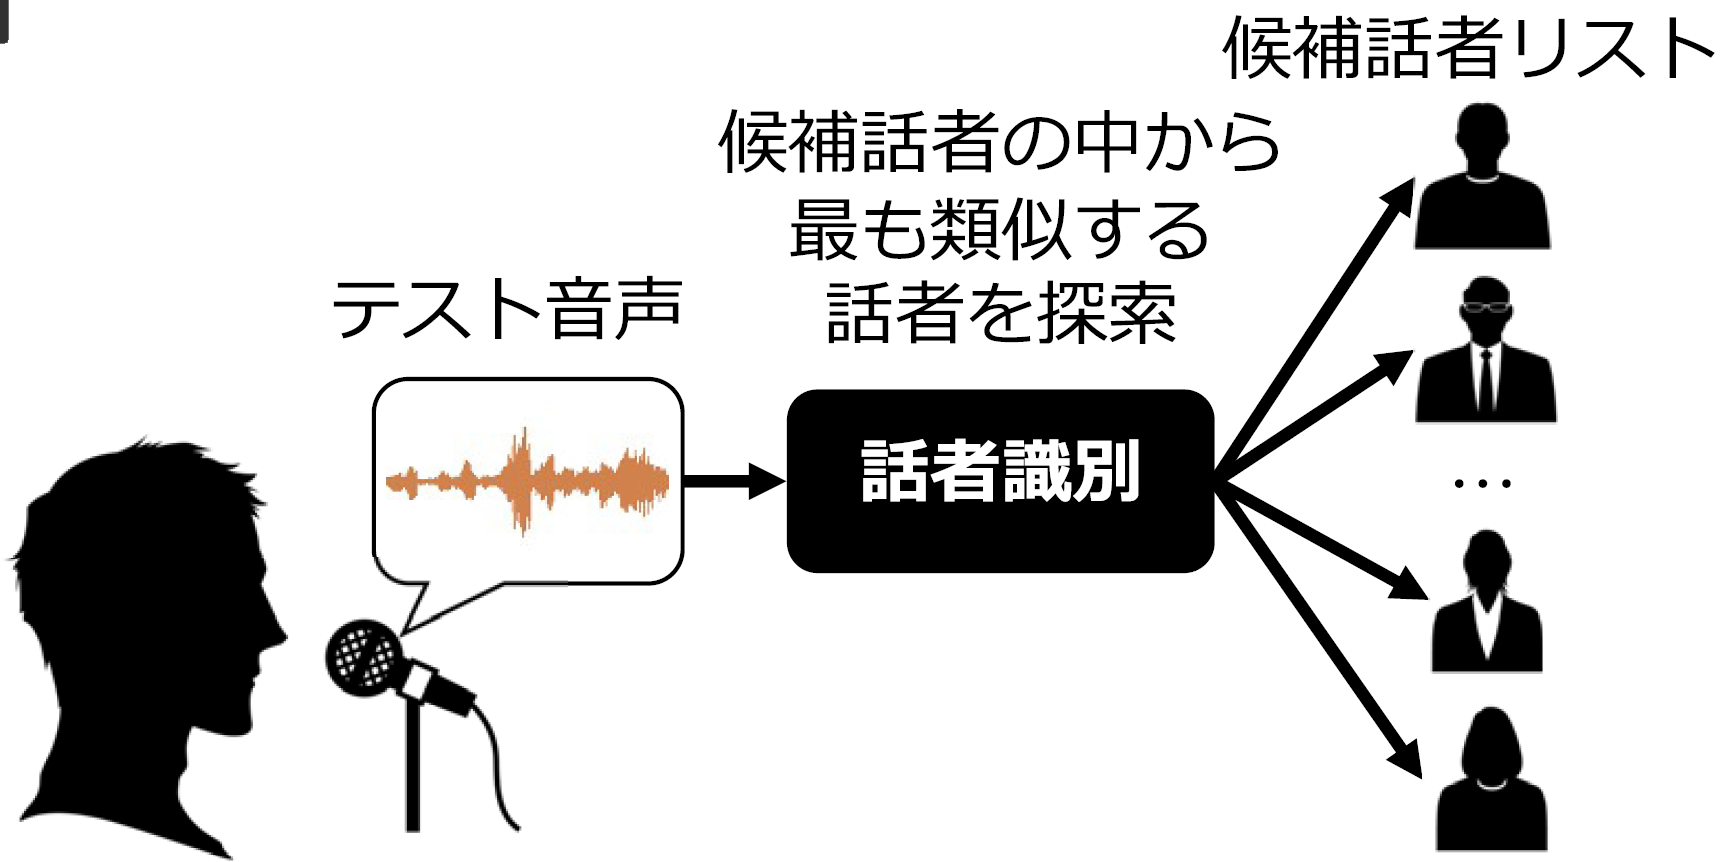 候補話者リスト
候補話者の中から
最も類似する
話者を探索
テスト音声
話者識別
...